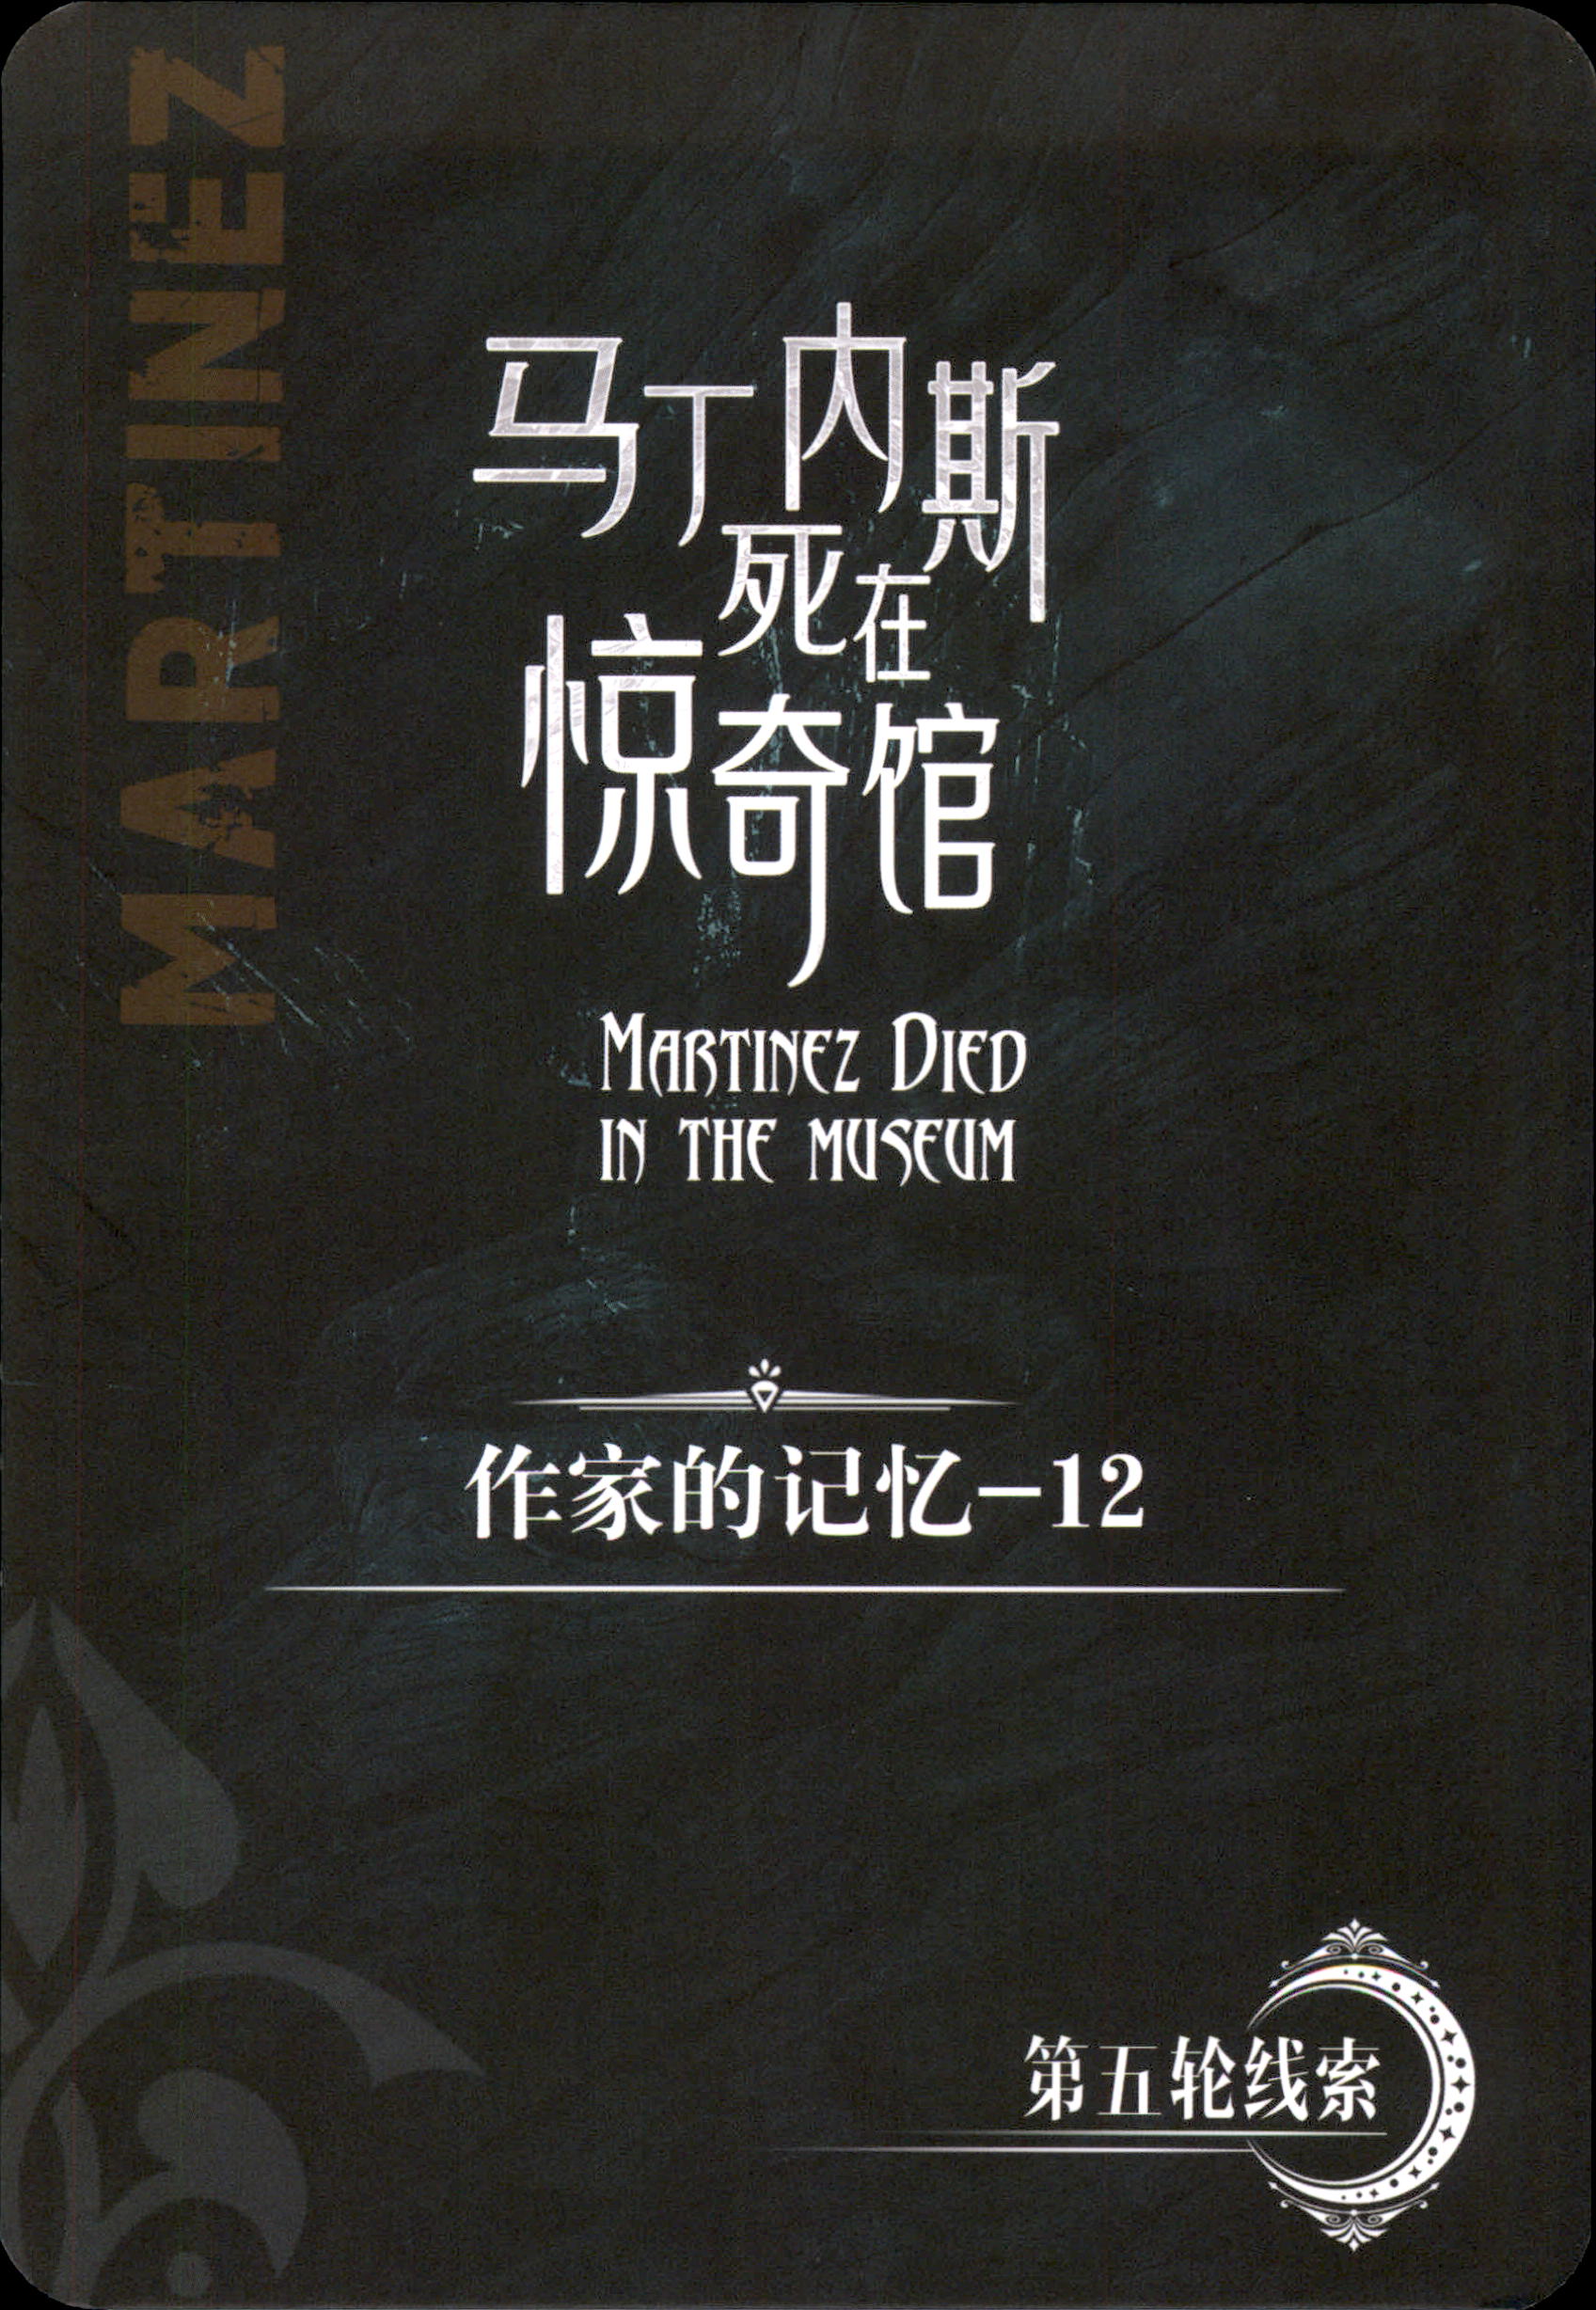 MARTINEZ
马丁内斯
死在
惊奇馆
MARTINEZ DIED
IN THE MUSEUM
作家的记忆-12
第五轮线索